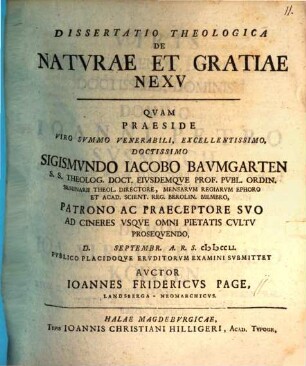 11.
DISSERTATIO THEOLOGICA
DE
NATVRAE ET GRATIAE
NEXV
QVAM
PRAESIDE
VIRO SVMMO VENERABILI, EXCELLENTISSIMO,
DOCTISSIMO
SIGISMVNDO IACOBO BAVMGARTEN
S. S. THEOLOG. DOCT. EIVSDEMQVE PROF. PVBL. ORDIN.
SEMINARII THEOL. DIRECTORE, MENSARVM REGIARVM EPHORO
ET ACAD. SCIENT. REG. BEROLIN. MEMBRO,
PATRONO AC PRAECEPTORE SVO
AD CINERES VSQVE OMNI PIETATIS CVLTV
PROSEQVENDO,
D. SEPTEMBR. A. R. S.
PVBLICO PLACIDOQVE ERVDITORVM EXAMINI SVBMITTET
AVCTOR
IOANNES FRIDERICVS PAGE,
LANDSBERGA - NEOMARCHICVS.
HALAE MAGDEBVRGICAE,
TYPIS IOANNIS CHRISTIANI HILLIGERI, ACAD. TYPOGR.